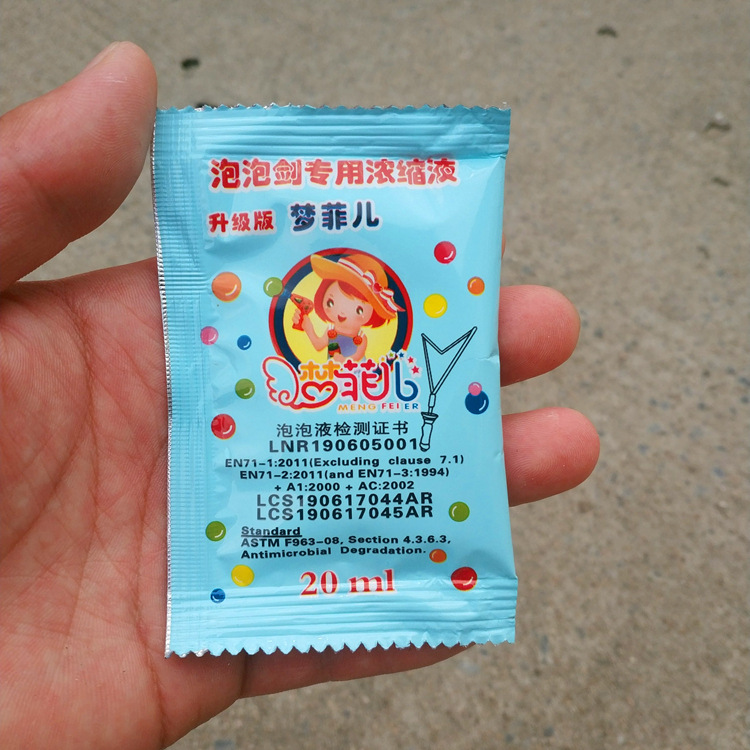 泡泡剑专用浓缩液
升级版 梦菲儿
梦菲儿
MENG FEI ER
泡泡液检测证书
LNR190605001
EN71-1:2011(Excluding clause 7.1)
EN71-2:2011(and EN71-3:1994)
+ A1:2000 + AC:2002
LCS190617044AR
LCS190617045AR
Standard
ASTM F963-08, Section 4.3.6.3,
Antimicrobial Degradation.
20 ml